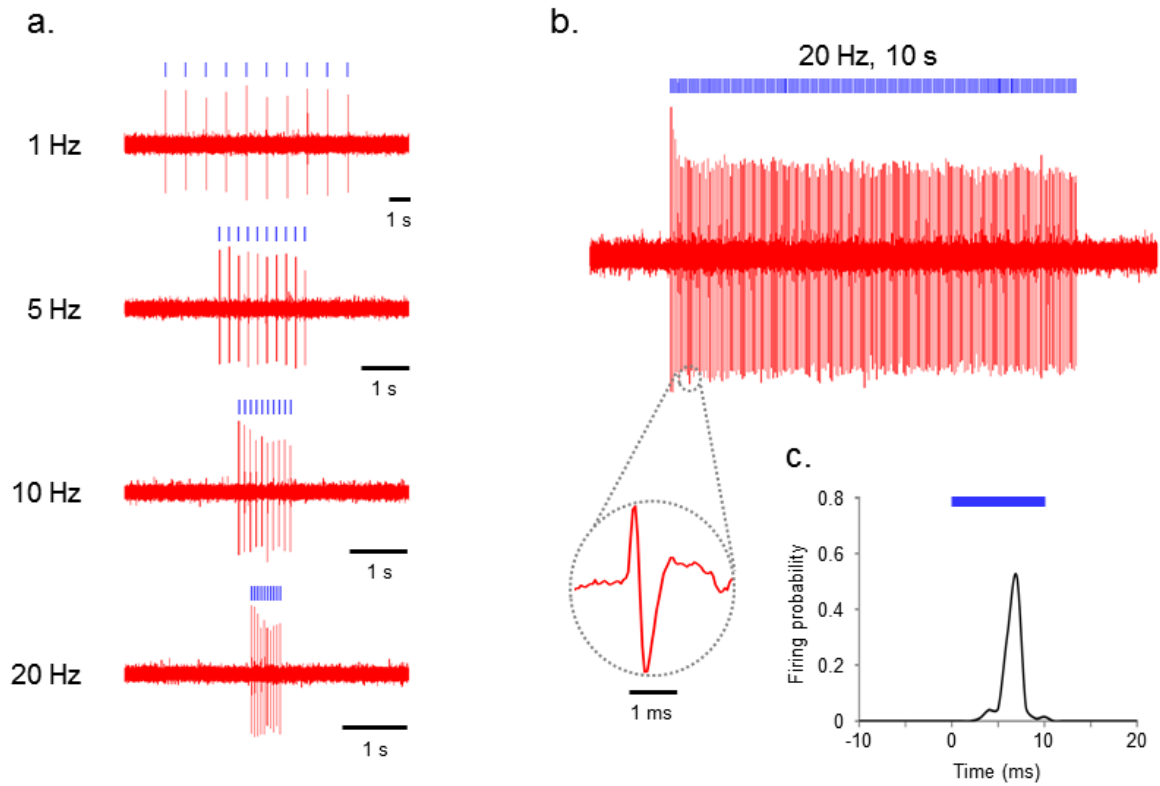 a.
1 Hz
1 s
5 Hz
1 s
10 Hz
1 s
20 Hz
1 s
b.
20 Hz, 10 s
1 ms
c.
Firing probability
0.8
0.6
0.4
0.2
0
-10 0 10 20
Time (ms)